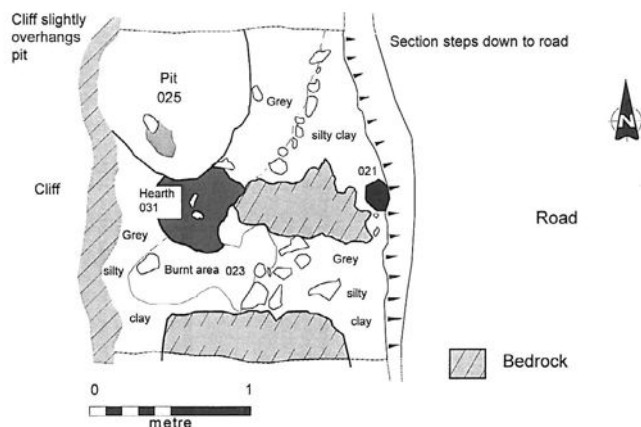 Cliff slightly
overhangs
pit
Section steps down to road
Pit
025
Grey
silty clay
N
021
Hearth
031
Cliff
Road
Grey
silty
clay
Burnt area 023
Grey
silty
clay
Bedrock
0 1
metre